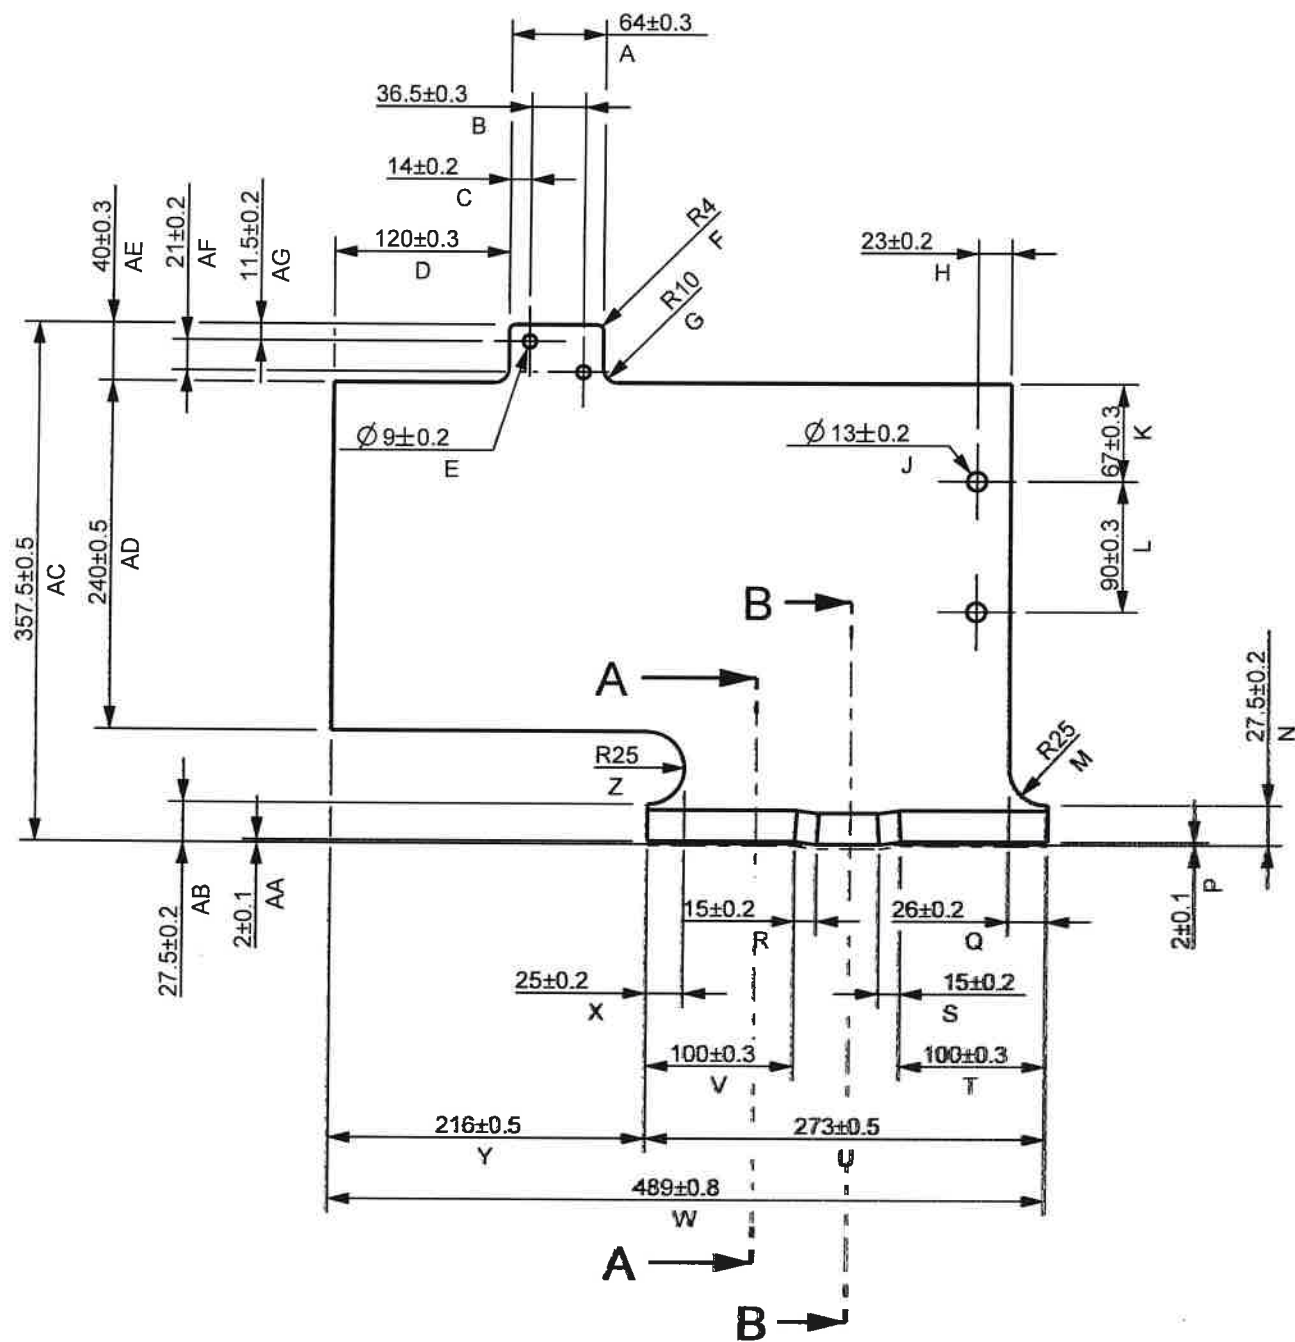 64±0.3
A
36.5±0.3
B
14±0.2
C
120±0.3
D
40±0.3
AE
21±0.2
AF
11.5±0.2
AG
R4
F
R10
G
23±0.2
H
Ø9±0.2
E
Ø13±0.2
J
67±0.3
K
90±0.3
L
357.5±0.5
AC
240±0.5
AD
B
A
R25
Z
R25
M
27.5±0.2
N
27.5±0.2
AB
2±0.1
AA
15±0.2
R
26±0.2
Q
2±0.1
P
25±0.2
X
15±0.2
S
100±0.3
V
100±0.3
T
216±0.5
Y
273±0.5
U
489±0.8
W
A
B